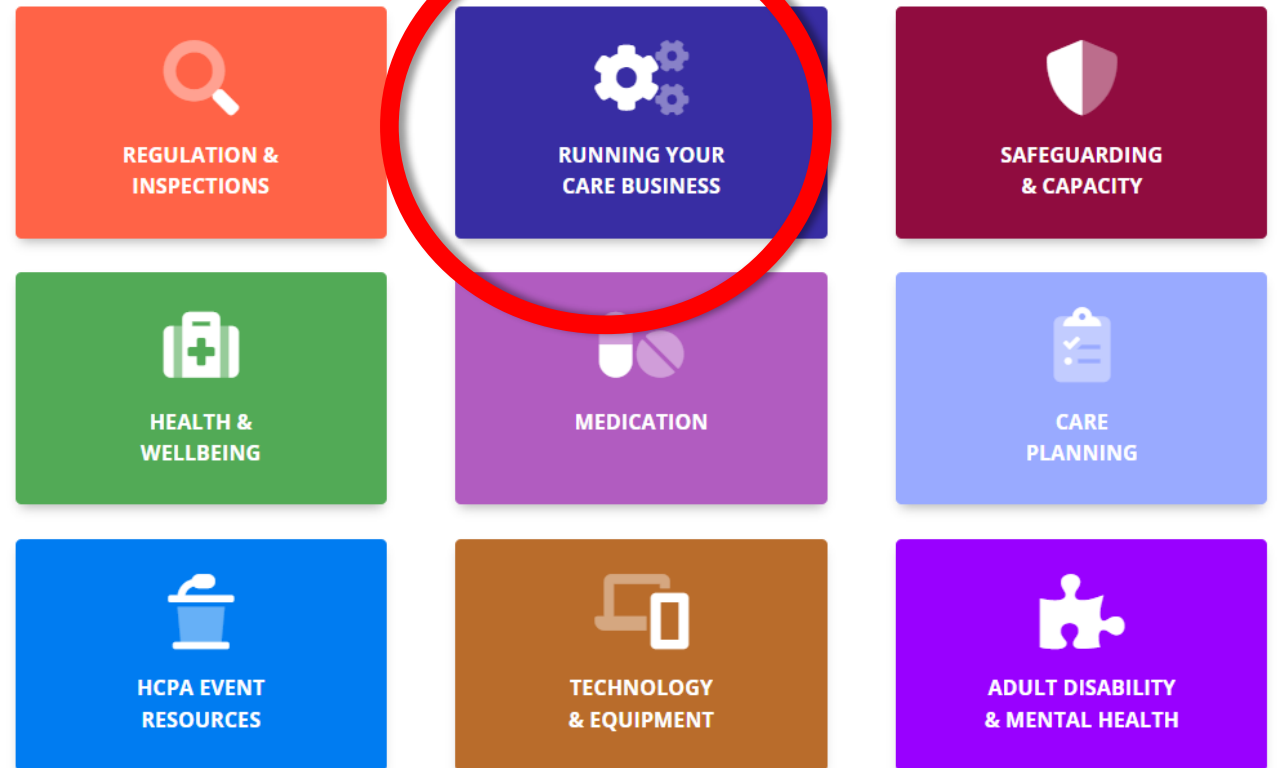 REGULATION &
INSPECTIONS
RUNNING YOUR
CARE BUSINESS
SAFEGUARDING
& CAPACITY
HEALTH &
WELLBEING
MEDICATION
CARE
PLANNING
HCPA EVENT
RESOURCES
TECHNOLOGY
& EQUIPMENT
ADULT DISABILITY
& MENTAL HEALTH